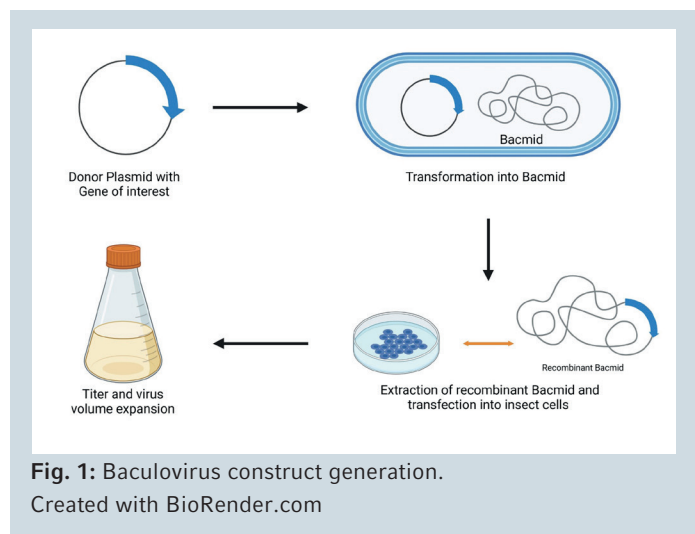 Bacmid
Donor Plasmid with
Gene of interest
Transformation into Bacmid
Recombinant Bacmid
Titer and virus
volume expansion
Extraction of recombinant Bacmid and
transfection into insect cells
Fig. 1: Baculovirus construct generation.
Created with BioRender.com